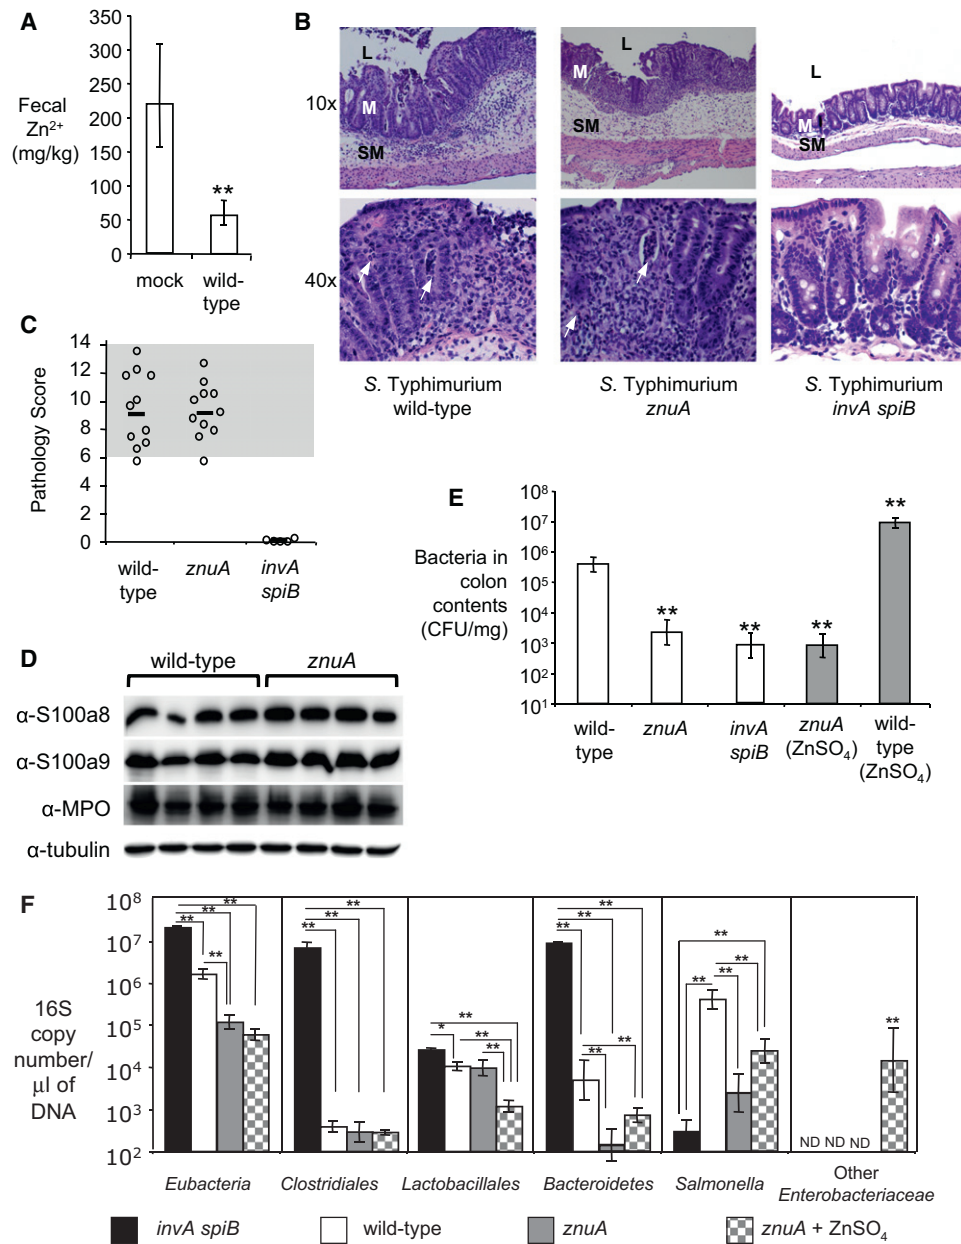 A
350
300
250
200
150
100
50
0
Fecal
Zn²⁺
(mg/kg)
**
mock
wild-
type
B
10x
40x
L
M
SM
L
M
SM
L
M
SM
S. Typhimurium
wild-type
S. Typhimurium
znuA
S. Typhimurium
invA spiB
C
Pathology Score
14
12
10
8
6
4
2
0
wild-
type
znuA
invA
spiB
D
wild-type
znuA
α-S100a8
α-S100a9
α-MPO
α-tubulin
E
Bacteria in
colon
contents
(CFU/mg)
10⁸
10⁷
10⁶
10⁵
10⁴
10³
10²
10¹
**
**
**
**
wild-
type
znuA
invA
spiB
znuA
(ZnSO₄)
wild-
type
(ZnSO₄)
F
16S
copy
number/
μl of
DNA
10⁸
10⁷
10⁶
10⁵
10⁴
10³
10²
**
**
**
**
**
**
**
**
*
**
**
**
**
**
**
**
**
**
**
**
**
**
ND ND ND
Eubacteria
Clostridiales
Lactobacillales
Bacteroidetes
Salmonella
Other
Enterobacteriaceae
invA spiB
wild-type
znuA
znuA + ZnSO₄